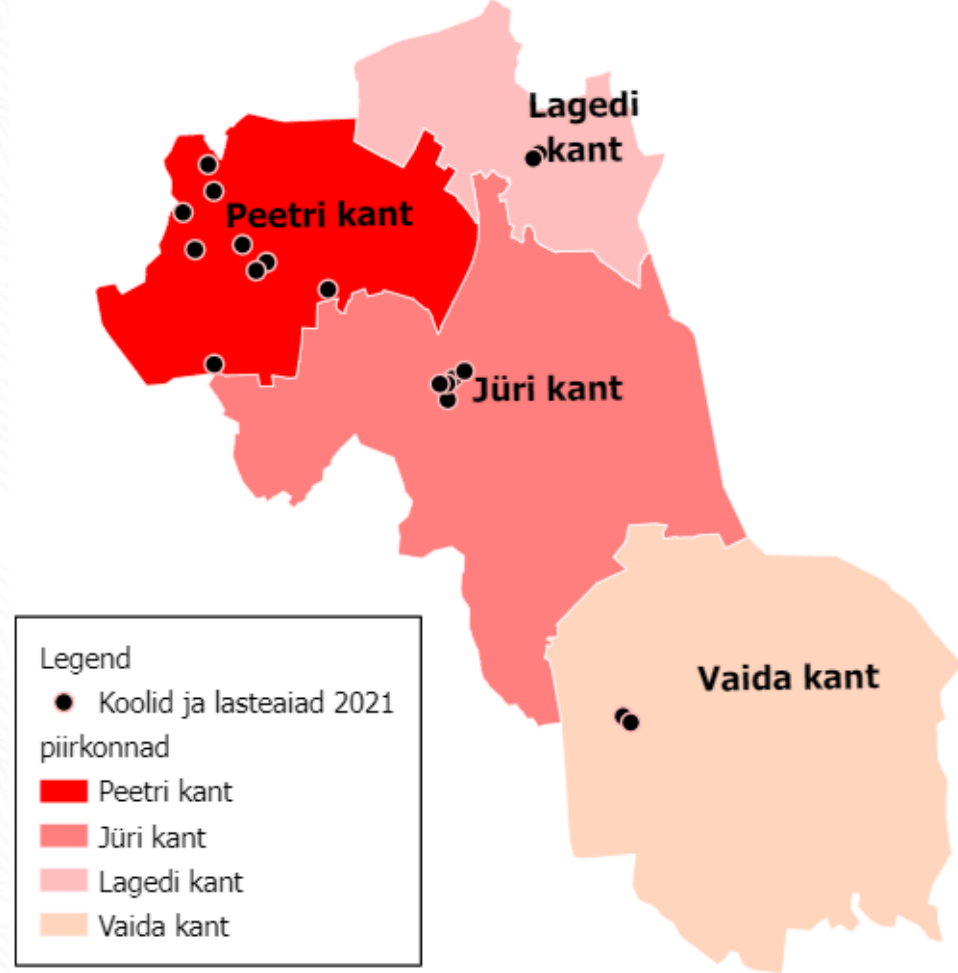 Lagedi
kant
Peetri kant
Jüri kant
Vaida kant
Legend
Koolid ja lasteaiad 2021
piirkonnad
Peetri kant
Jüri kant
Lagedi kant
Vaida kant